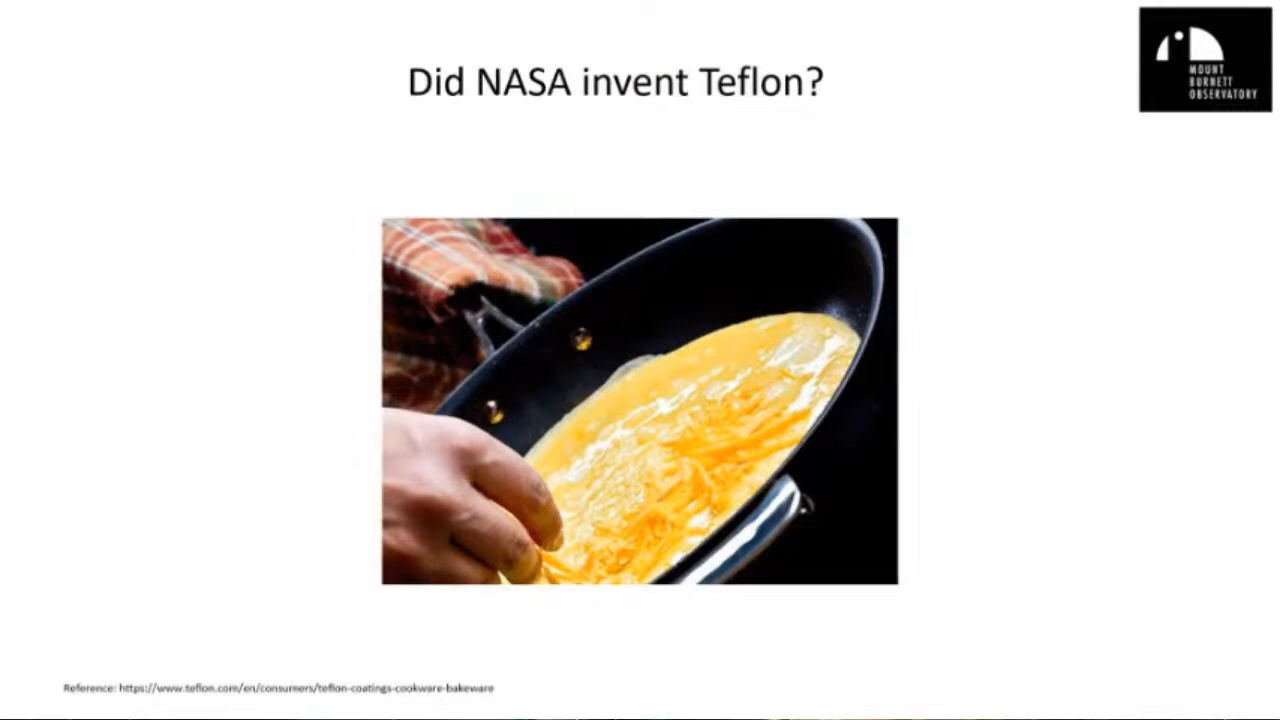 Did NASA invent Teflon?
MOUNT
BURNETT
OBSERVATORY
Reference: https://www.teflon.com/en/consumers/teflon-coatings-cookware-bakeware